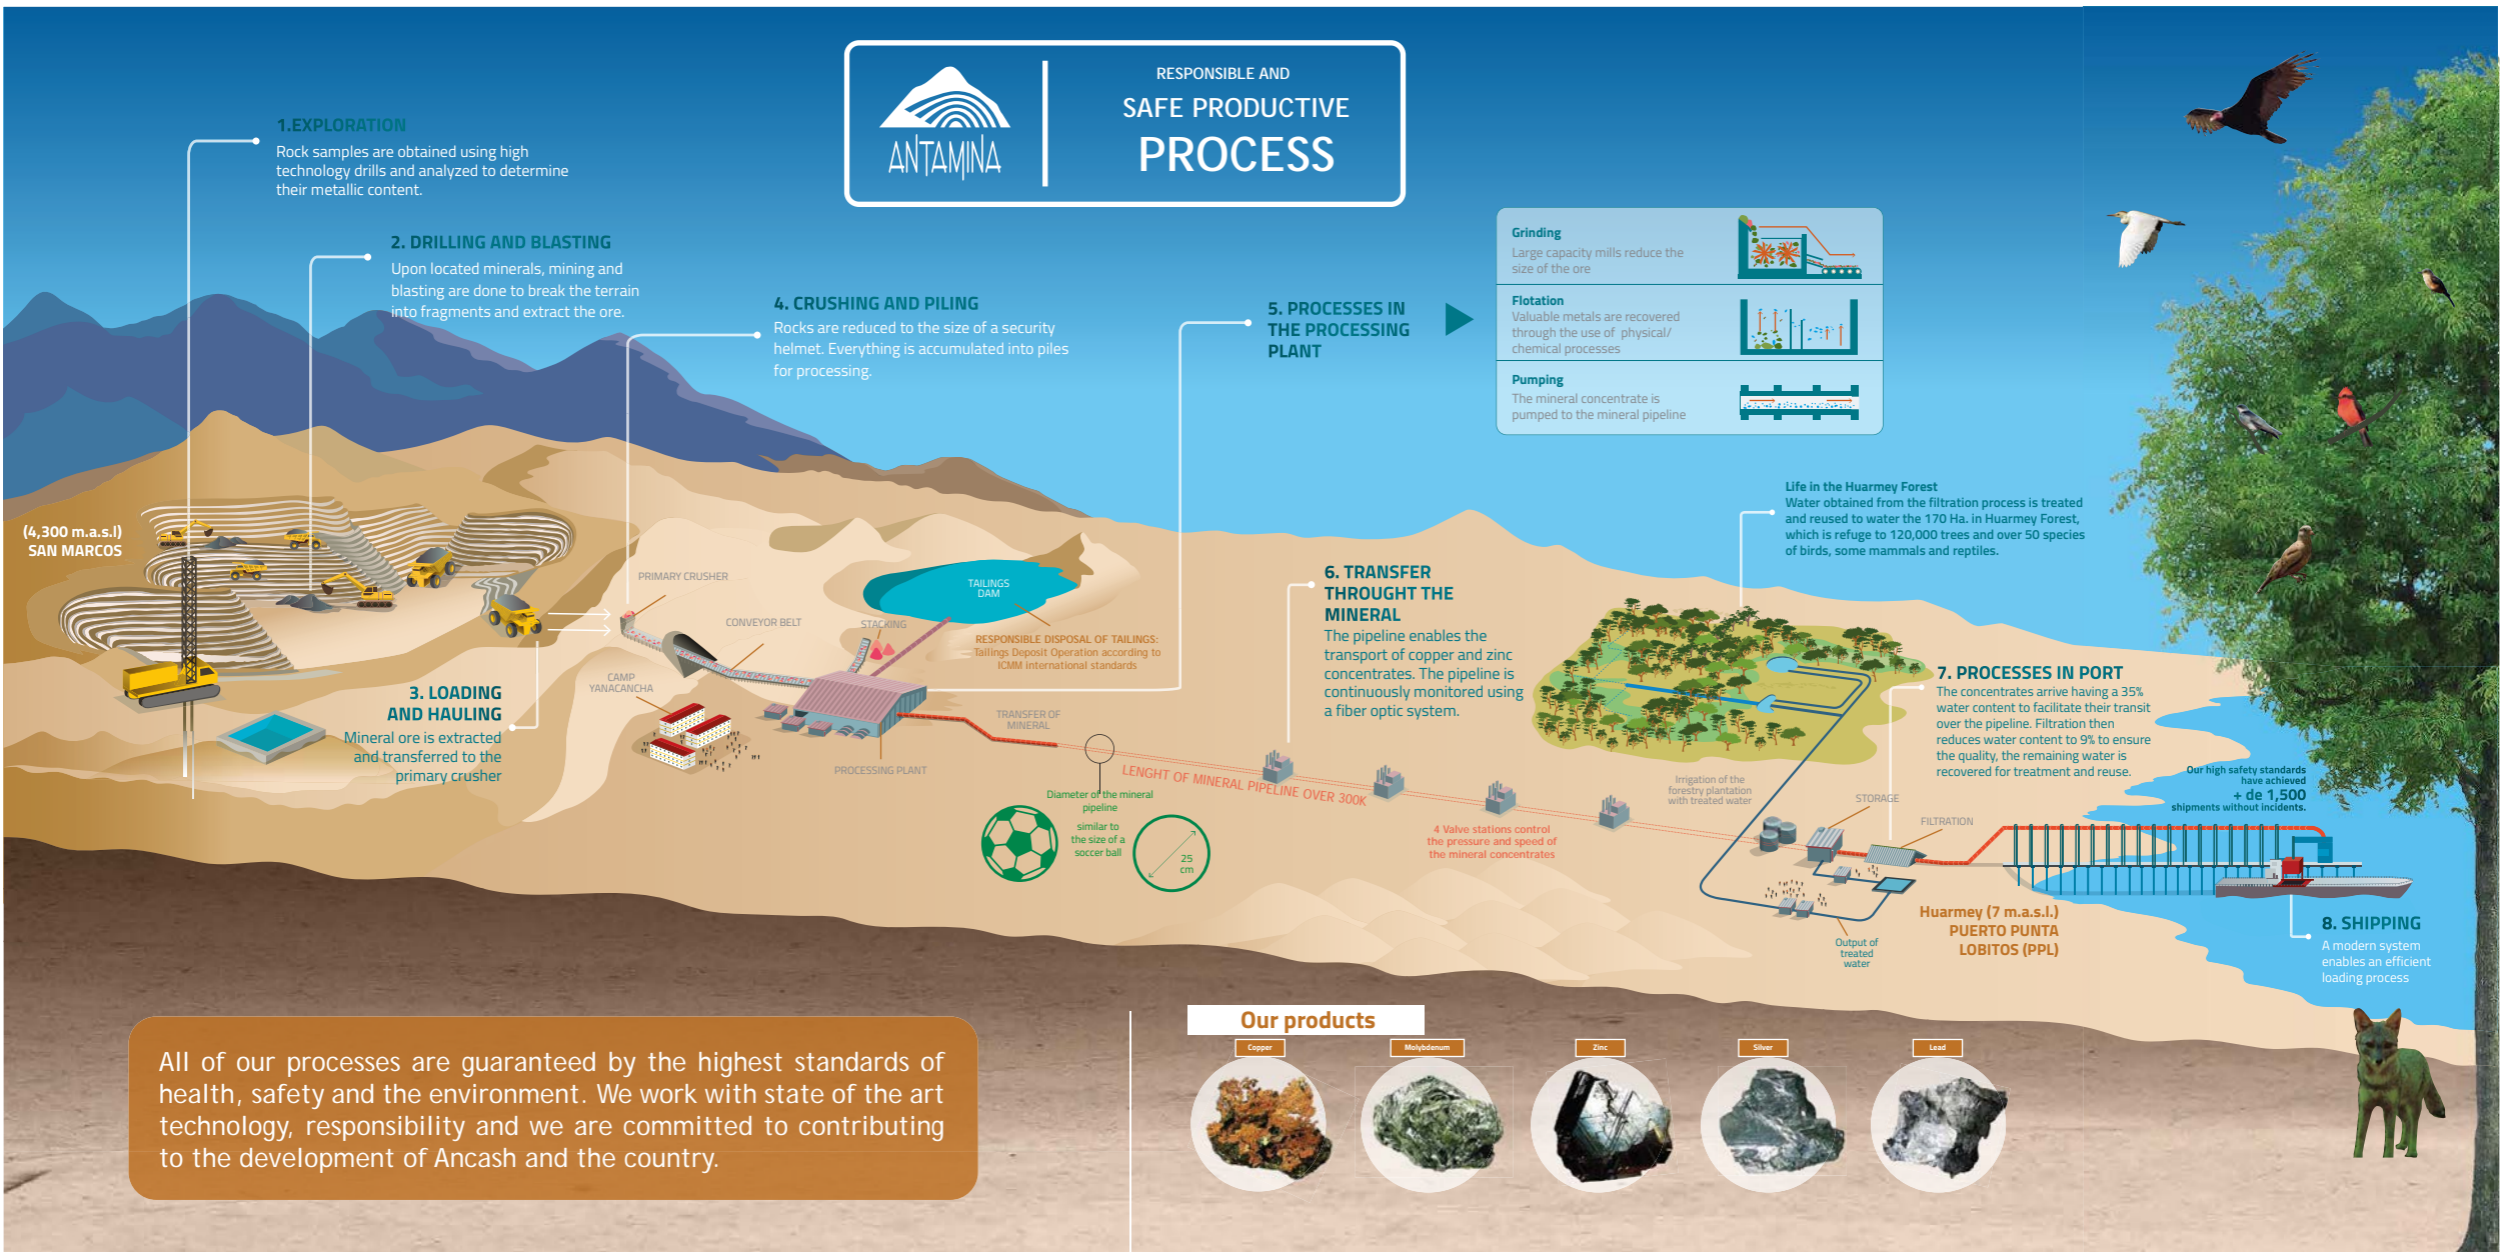 ANTAMINA
RESPONSIBLE AND
SAFE PRODUCTIVE
PROCESS
1.EXPLORATION
Rock samples are obtained using high
technology drills and analyzed to determine
their metallic content.
2. DRILLING AND BLASTING
Upon located minerals, mining and
blasting are done to break the terrain
into fragments and extract the ore.
4. CRUSHING AND PILING
Rocks are reduced to the size of a security
helmet. Everything is accumulated into piles
for processing.
5. PROCESSES IN
THE PROCESSING
PLANT
Grinding
Large capacity mills reduce the
size of the ore
Flotation
Valuable metals are recovered
through the use of physical/
chemical processes
Pumping
The mineral concentrate is
pumped to the mineral pipeline
Life in the Huarmey Forest
Water obtained from the filtration process is treated
and reused to water the 170 Ha. in Huarmey Forest,
which is refuge to 120,000 trees and over 50 species
of birds, some mammals and reptiles.
(4,300 m.a.s.l)
SAN MARCOS
PRIMARY CRUSHER
CONVEYOR BELT
STACKING
TAILINGS
DAM
RESPONSIBLE DISPOSAL OF TAILINGS:
Tailings Deposit Operation according to
ICMM international standards
CAMP
YANACANCHA
3. LOADING
AND HAULING
Mineral ore is extracted
and transferred to the
primary crusher
PROCESSING PLANT
TRANSFER OF
MINERAL
6. TRANSFER
THROUGHT THE
MINERAL
The pipeline enables the
transport of copper and zinc
concentrates. The pipeline is
continuously monitored using
a fiber optic system.
LENGHT OF MINERAL PIPELINE OVER 300K
Diameter of the mineral
pipeline
similar to
the size of a
soccer ball
25
cm
4 Valve stations control
the pressure and speed of
the mineral concentrates
Irrigation of the
forestry plantation
with treated water
7. PROCESSES IN PORT
The concentrates arrive having a 35%
water content to facilitate their transit
over the pipeline. Filtration then
reduces water content to 9% to ensure
the quality, the remaining water is
recovered for treatment and reuse.
STORAGE
FILTRATION
Our high safety standards
have achieved
+ de 1,500
shipments without incidents.
Output of
treated
water
Huarmey (7 m.a.s.l.)
PUERTO PUNTA
LOBITOS (PPL)
8. SHIPPING
A modern system
enables an efficient
loading process
All of our processes are guaranteed by the highest standards of
health, safety and the environment. We work with state of the art
technology, responsibility and we are committed to contributing
to the development of Ancash and the country.
Our products
Copper
Molybdenum
Zinc
Silver
Lead